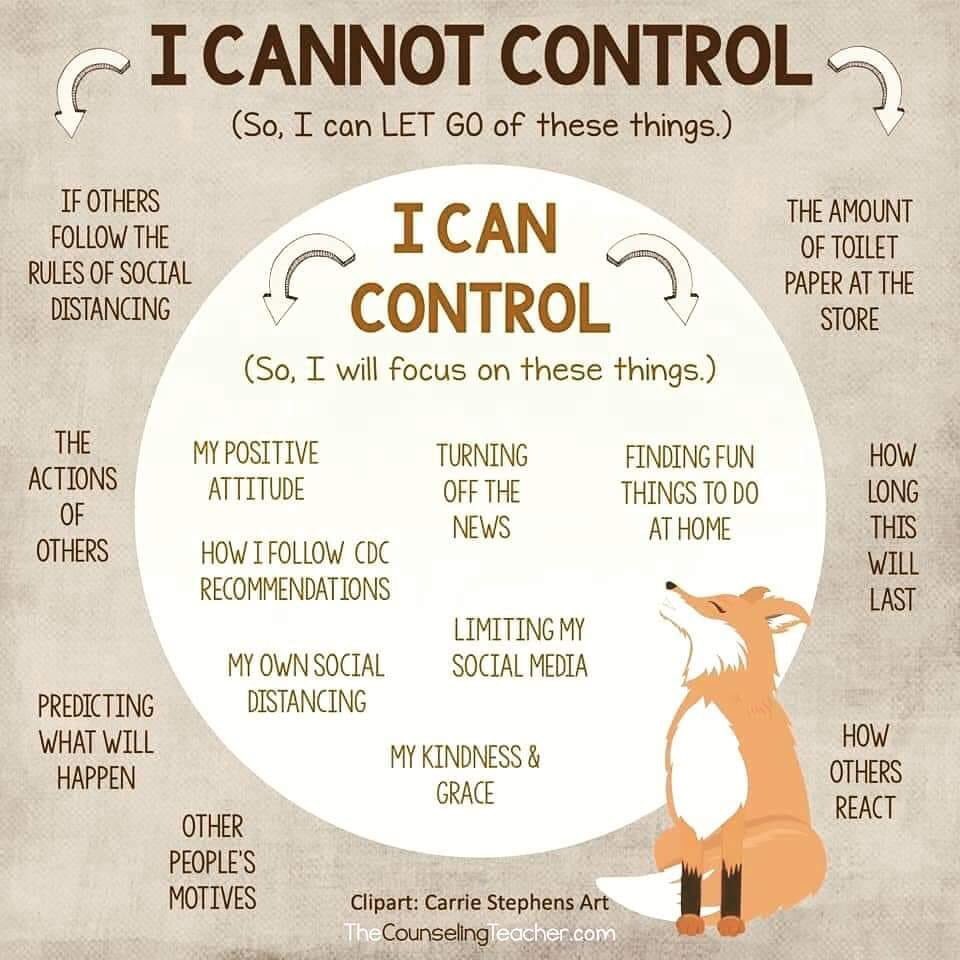 I CANNOT CONTROL
(So, I can LET GO of these things.)
IF OTHERS
FOLLOW THE
RULES OF SOCIAL
DISTANCING
THE AMOUNT
OF TOILET
PAPER AT THE
STORE
I CAN
CONTROL
(So, I will focus on these things.)
THE
ACTIONS
OF
OTHERS
MY POSITIVE
ATTITUDE
TURNING
OFF THE
NEWS
FINDING FUN
THINGS TO DO
AT HOME
HOW
LONG
THIS
WILL
LAST
HOW I FOLLOW CDC
RECOMMENDATIONS
LIMITING MY
SOCIAL MEDIA
MY OWN SOCIAL
DISTANCING
PREDICTING
WHAT WILL
HAPPEN
MY KINDNESS &
GRACE
HOW
OTHERS
REACT
OTHER
PEOPLE'S
MOTIVES
Clipart: Carrie Stephens Art
TheCounselingTeacher.com